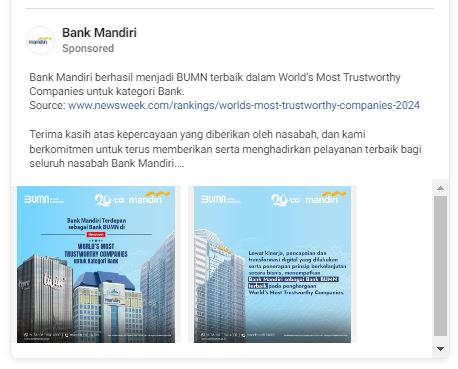 Bank Mandiri
Sponsored
Bank Mandiri berhasil menjadi BUMN terbaik dalam World's Most Trustworthy
Companies untuk kategori Bank.
Source: www.newsweek.com/rankings/worlds-most-trustworthy-companies-2024
Terima kasih atas kepercayaan yang diberikan oleh nasabah, dan kami
berkomitmen untuk terus memberikan serta menghadirkan pelayanan terbaik bagi
seluruh nasabah Bank Mandiri....
BUMN
mandiri
Bank Mandiri Terdepan
sebagai Bank BUMN di
Newsweek
WORLD'S MOST
TRUSTWORTHY COMPANIES
untuk Kategori Bank
BUMN
mandiri
Lewat kinerja, pencapaian dan
transformasi digital yang dilakukan
serta penerapan prinsip berkelanjutan
secara bisnis, menempatkan
Bank Mandiri sebagai Bank BUMN
terbaik pada penghargaan
World's Most Trustworthy Companies.